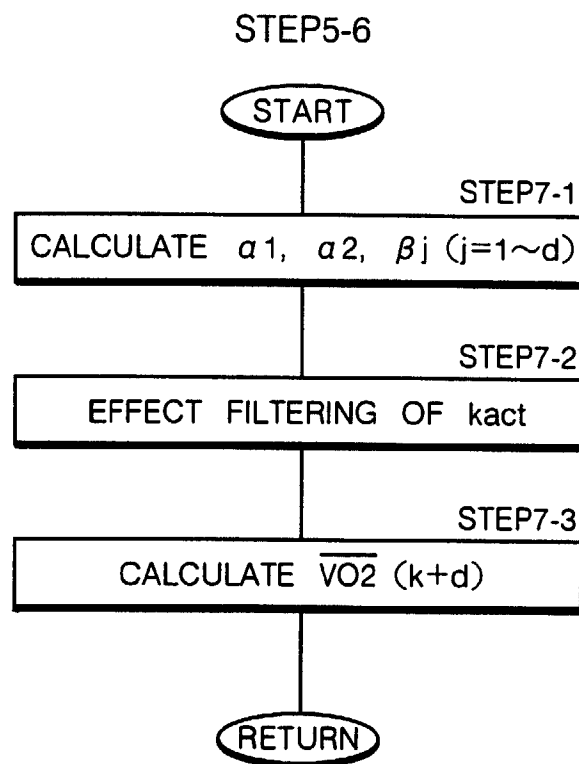 STEP5-6
START
STEP7-1
CALCULATE α1, α2, βj (j=1~d)
STEP7-2
EFFECT FILTERING OF kact
STEP7-3
CALCULATE V̅O̅2̅ (k+d)
RETURN